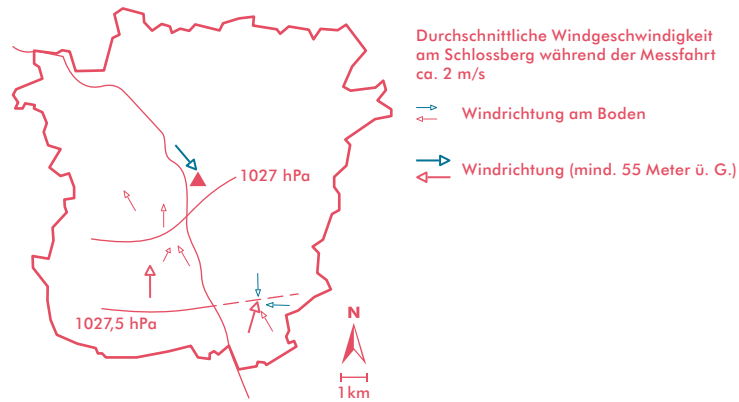 Durchschnittliche Windgeschwindigkeit
am Schlossberg während der Messfahrt
ca. 2 m/s
Windrichtung am Boden
Windrichtung (mind. 55 Meter ü. G.)
1027 hPa
1027,5 hPa
N
1 km